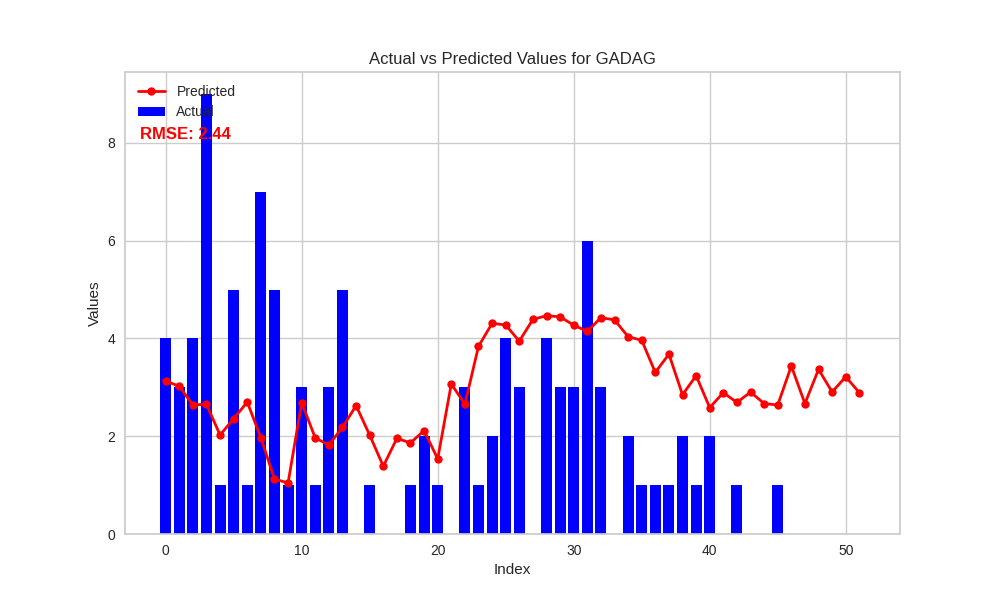 Actual vs Predicted Values for GADAG
Predicted
Actual
RMSE: 2.44
Values
8
6
4
2
0
0 10 20 30 40 50
Index